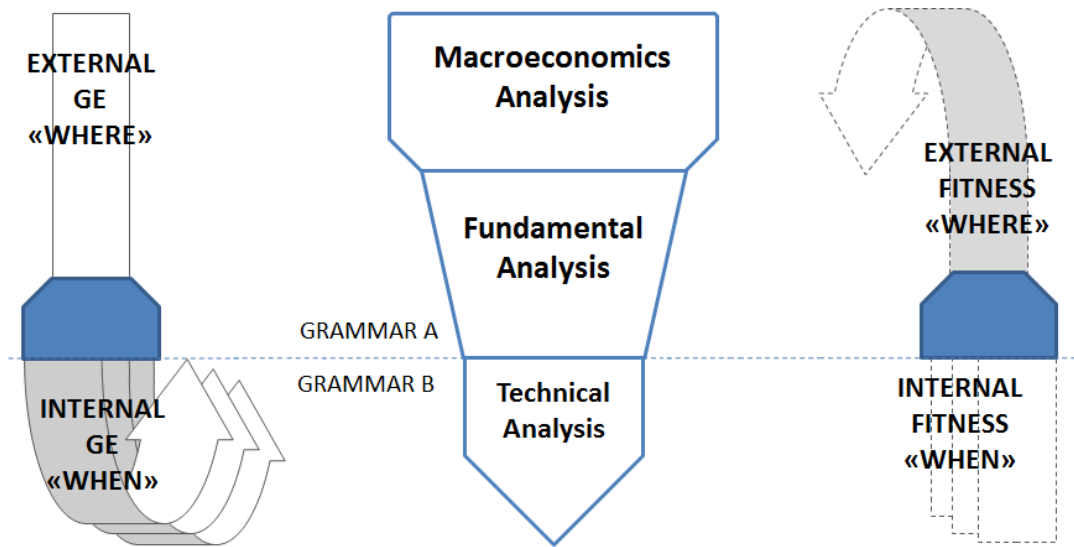 EXTERNAL
GE
«WHERE»
Macroeconomics
Analysis
Fundamental
Analysis
EXTERNAL
FITNESS
«WHERE»
GRAMMAR A
GRAMMAR B
INTERNAL
GE
«WHEN»
Technical
Analysis
INTERNAL
FITNESS
«WHEN»